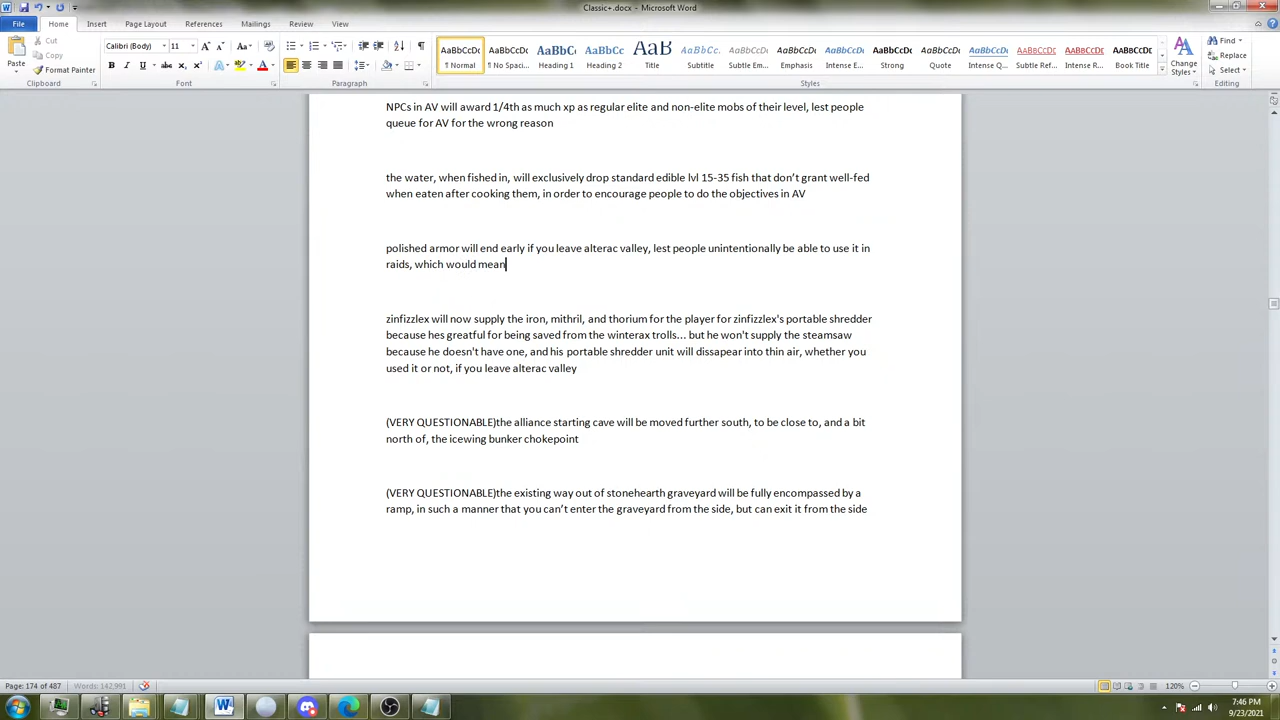 Classic+.docx - Microsoft Word
File Home Insert Page Layout References Mailings Review View
Cut
Copy
Format Painter
Paste
Clipboard
Calibri (Body) 11
Font
Paragraph
AaBbCcDc AaBbCcDc AaBbC AaBbCc AaB AaBbCcL AaBbCcDc AaBbCcDc AaBbCcDc AaBbCcDc AaBbCcDc AaBbCcDc AaBbCcDc AaBbCcDc
¶ Normal ¶ No Spaci... Heading 1 Heading 2 Title Subtitle Subtle Em... Emphasis Intense E... Strong Quote Intense Q... Subtle Ref... Intense R... Book Title
Styles
Change Styles
Find
Replace
Select
Editing
NPCs in AV will award 1/4th as much xp as regular elite and non-elite mobs of their level, lest people
queue for AV for the wrong reason
the water, when fished in, will exclusively drop standard edible lvl 15-35 fish that don’t grant well-fed
when eaten after cooking them, in order to encourage people to do the objectives in AV
polished armor will end early if you leave alterac valley, lest people unintentionally be able to use it in
raids, which would mean
zinfizzlex will now supply the iron, mithril, and thorium for the player for zinfizzlex's portable shredder
because hes greatful for being saved from the winterax trolls... but he won't supply the steamsaw
because he doesn't have one, and his portable shredder unit will dissapear into thin air, whether you
used it or not, if you leave alterac valley
(VERY QUESTIONABLE)the alliance starting cave will be moved further south, to be close to, and a bit
north of, the icewing bunker chokepoint
(VERY QUESTIONABLE)the existing way out of stonehearth graveyard will be fully encompassed by a
ramp, in such a manner that you can’t enter the graveyard from the side, but can exit it from the side
Page: 174 of 487 Words: 142,991
120%
7:46 PM
9/23/2021